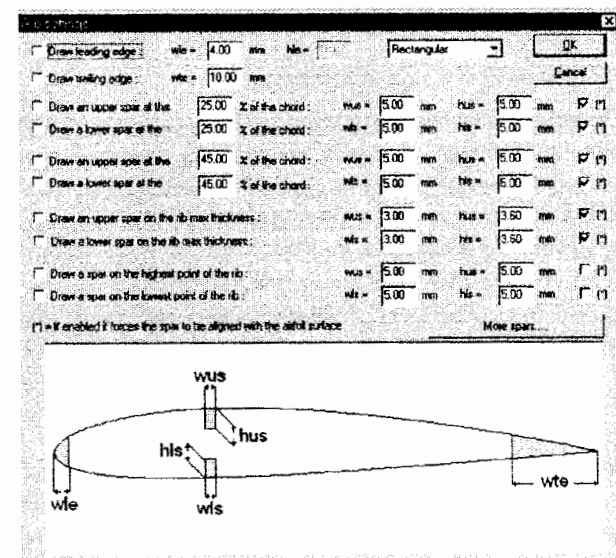 Draw leading edge : wle = 4.00 mm hle = Rectangular OK
Draw trailing edge : wte = 10.00 mm Cancel
Draw an upper spar at the 25.00 % of the chord : wus = 5.00 mm hus = 5.00 mm (*)
Draw a lower spar at the 25.00 % of the chord : wls = 5.00 mm hls = 5.00 mm (*)
Draw an upper spar at the 45.00 % of the chord : wus = 5.00 mm hus = 5.00 mm (*)
Draw a lower spar at the 45.00 % of the chord : wls = 5.00 mm hls = 5.00 mm (*)
Draw an upper spar on the rib max thickness : wus = 3.00 mm hus = 3.60 mm (*)
Draw a lower spar on the rib max thickness : wls = 3.00 mm hls = 3.60 mm (*)
Draw a spar on the highest point of the rib : wus = 5.00 mm hus = 5.00 mm (*)
Draw a spar on the lowest point of the rib : wls = 5.00 mm hls = 5.00 mm (*)
(*) = If enabled it forces the spar to be aligned with the airfoil surface More spars....
wus
hus
hls
wte
wle
wls